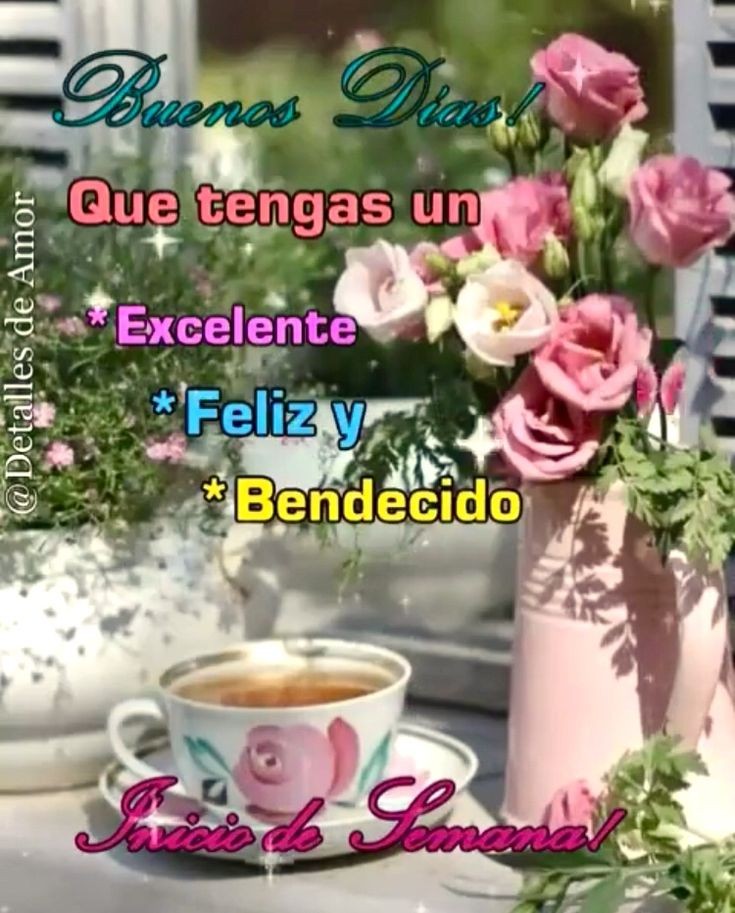 Buenos Días!
Que tengas un
*Excelente
*Feliz y
*Bendecido
Inicio de Semana!
@Detalles de Amor